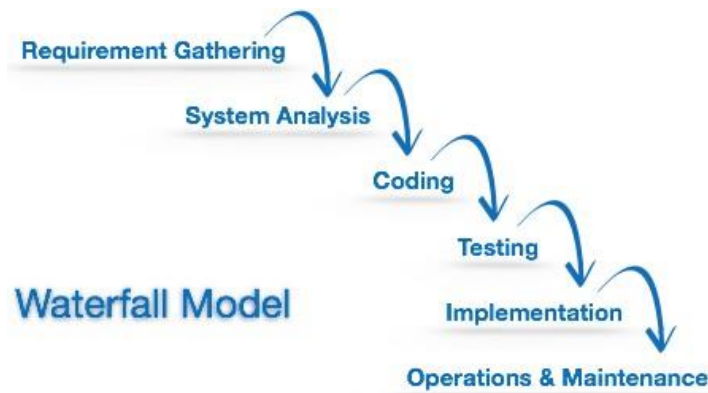 Requirement Gathering
System Analysis
Coding
Testing
Waterfall Model
Implementation
Operations & Maintenance